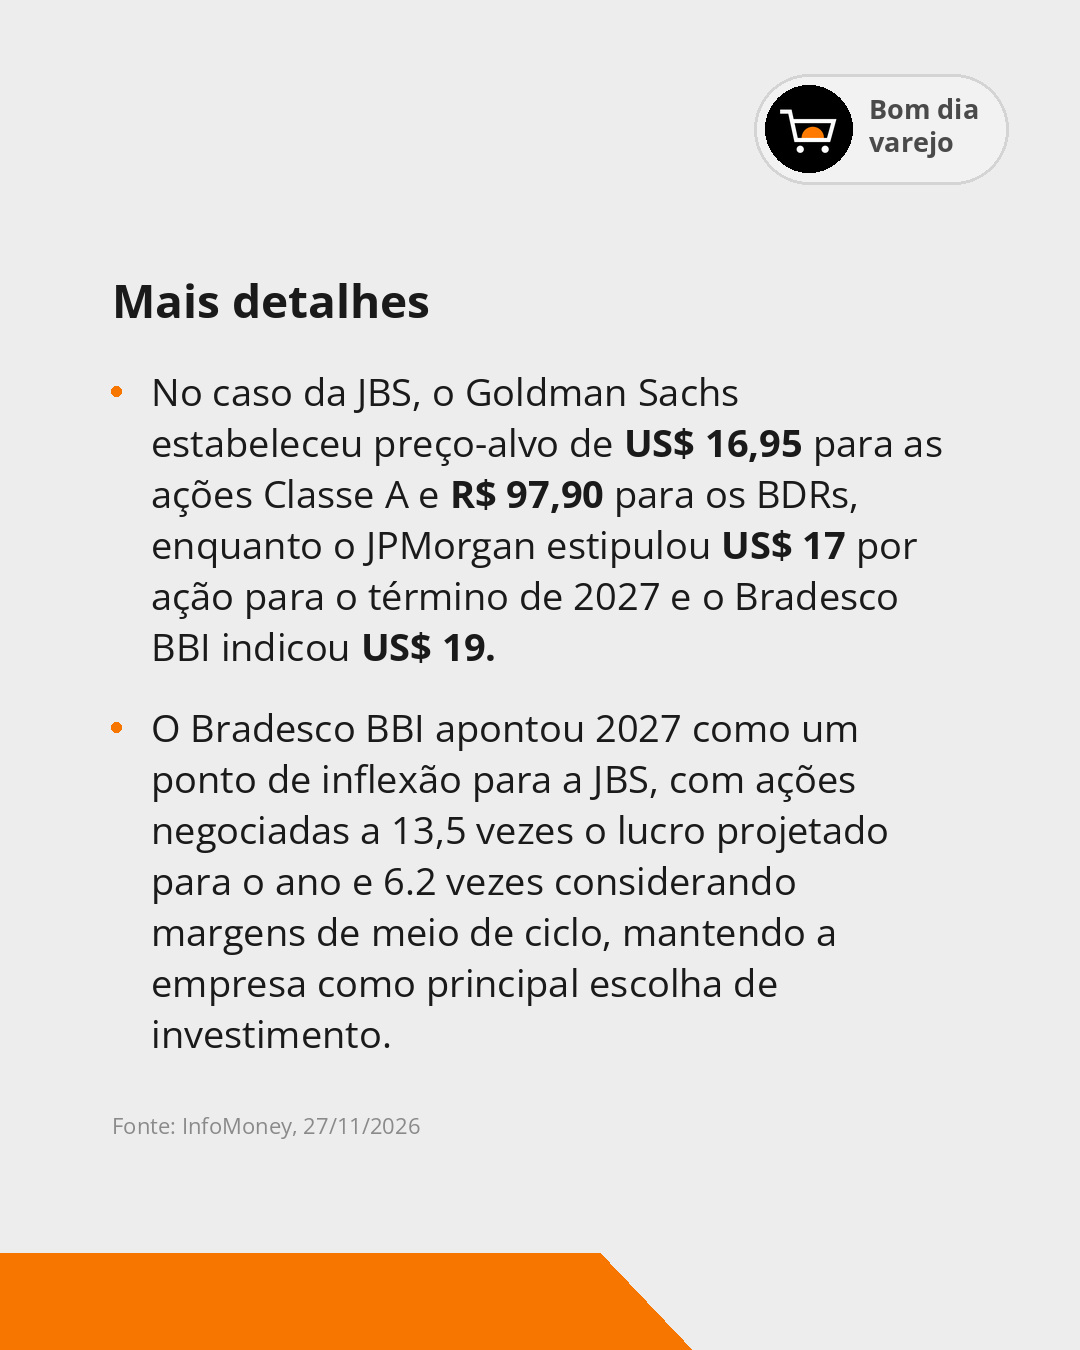 Bom dia
varejo
Mais detalhes
• No caso da JBS, o Goldman Sachs
estabeleceu preço-alvo de US$ 16,95 para as
ações Classe A e R$ 97,90 para os BDRs,
enquanto o JPMorgan estipulou US$ 17 por
ação para o término de 2027 e o Bradesco
BBI indicou US$ 19.
• O Bradesco BBI apontou 2027 como um
ponto de inflexão para a JBS, com ações
negociadas a 13,5 vezes o lucro projetado
para o ano e 6.2 vezes considerando
margens de meio de ciclo, mantendo a
empresa como principal escolha de
investimento.
Fonte: InfoMoney, 27/11/2026